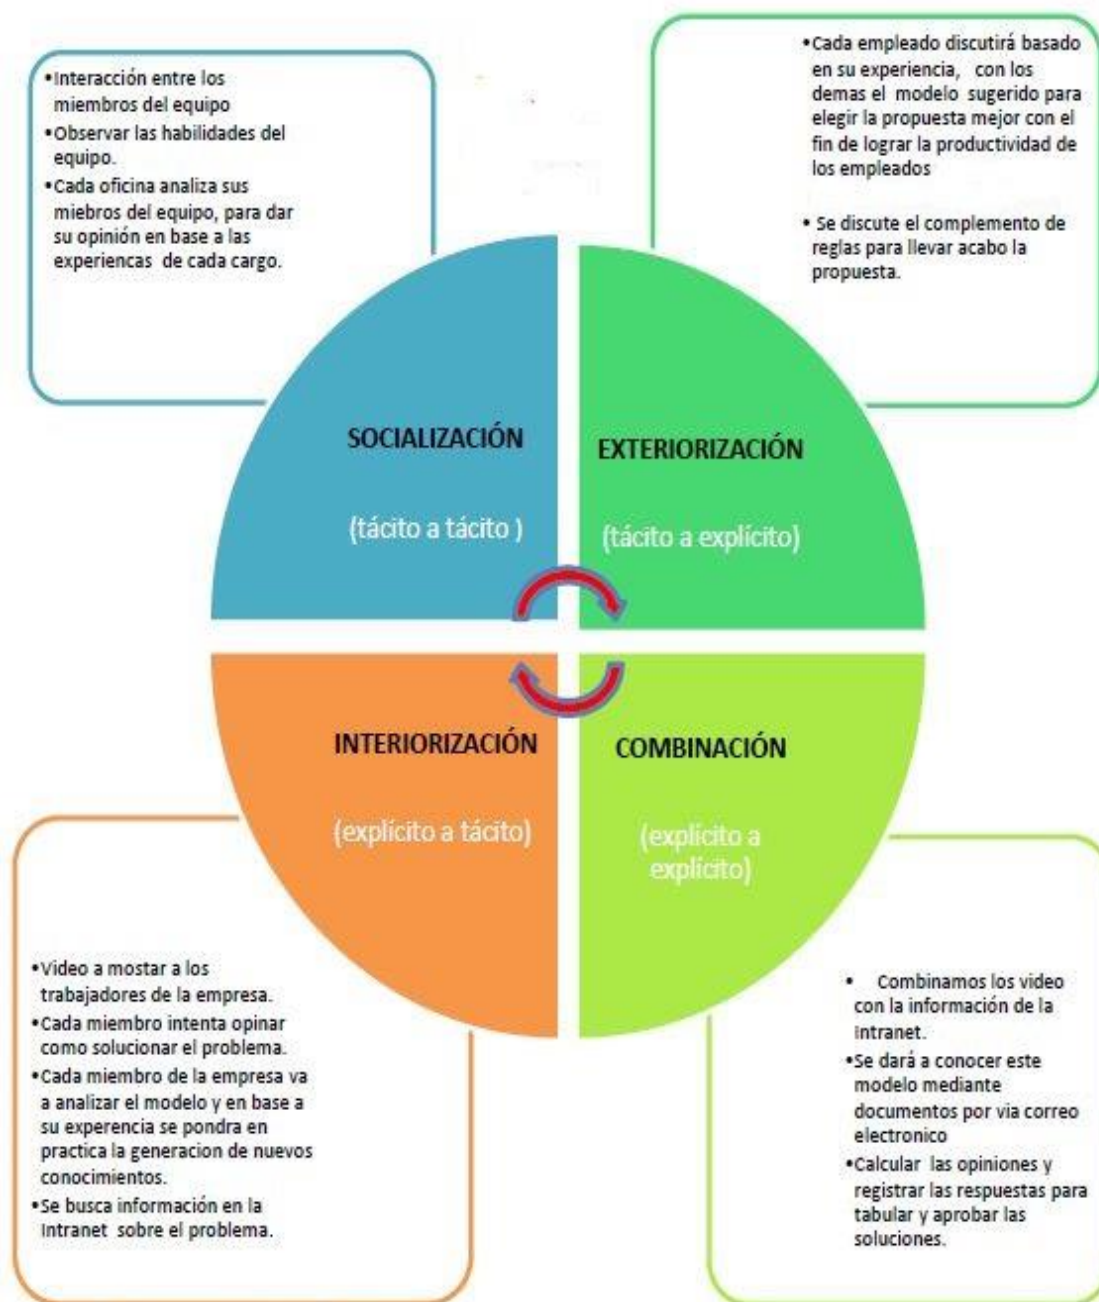 •Interacción entre los
miembros del equipo
•Observar las habilidades del
equipo.
•Cada oficina analiza sus
miebros del equipo, para dar
su opinión en base a las
experiencas de cada cargo.
•Cada empleado discutirá basado
en su experiencia, con los
demas el modelo sugerido para
elegir la propuesta mejor con el
fin de lograr la productividad de
los empleados
• Se discute el complemento de
reglas para llevar acabo la
propuesta.
SOCIALIZACIÓN
(tácito a tácito )
EXTERIORIZACIÓN
(tácito a explícito)
INTERIORIZACIÓN
(explícito a tácito)
COMBINACIÓN
(explícito a
explícito)
•Video a mostar a los
trabajadores de la empresa.
•Cada miembro intenta opinar
como solucionar el problema.
•Cada miembro de la empresa va
a analizar el modelo y en base a
su experencia se pondra en
practica la generacion de nuevos
conocimientos.
•Se busca información en la
Intranet sobre el problema.
• Combinamos los video
con la información de la
Intranet.
•Se dará a conocer este
modelo mediante
documentos por via correo
electronico
•Calcular las opiniones y
registrar las respuestas para
tabular y aprobar las
soluciones.